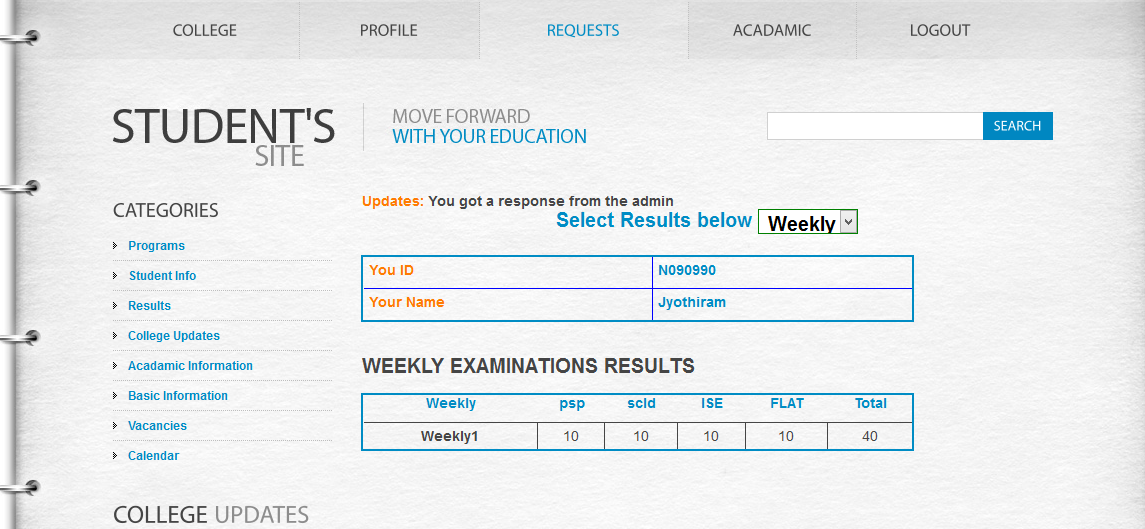 COLLEGE PROFILE REQUESTS ACADAMIC LOGOUT
STUDENT'S
SITE
MOVE FORWARD
WITH YOUR EDUCATION
SEARCH
CATEGORIES
Programs
Student Info
Results
College Updates
Acadamic Information
Basic Information
Vacancies
Calendar
COLLEGE UPDATES
Updates: You got a response from the admin
Select Results below Weekly
You ID N090990
Your Name Jyothiram
WEEKLY EXAMINATIONS RESULTS
Weekly psp scld ISE FLAT Total
Weekly1 10 10 10 10 40